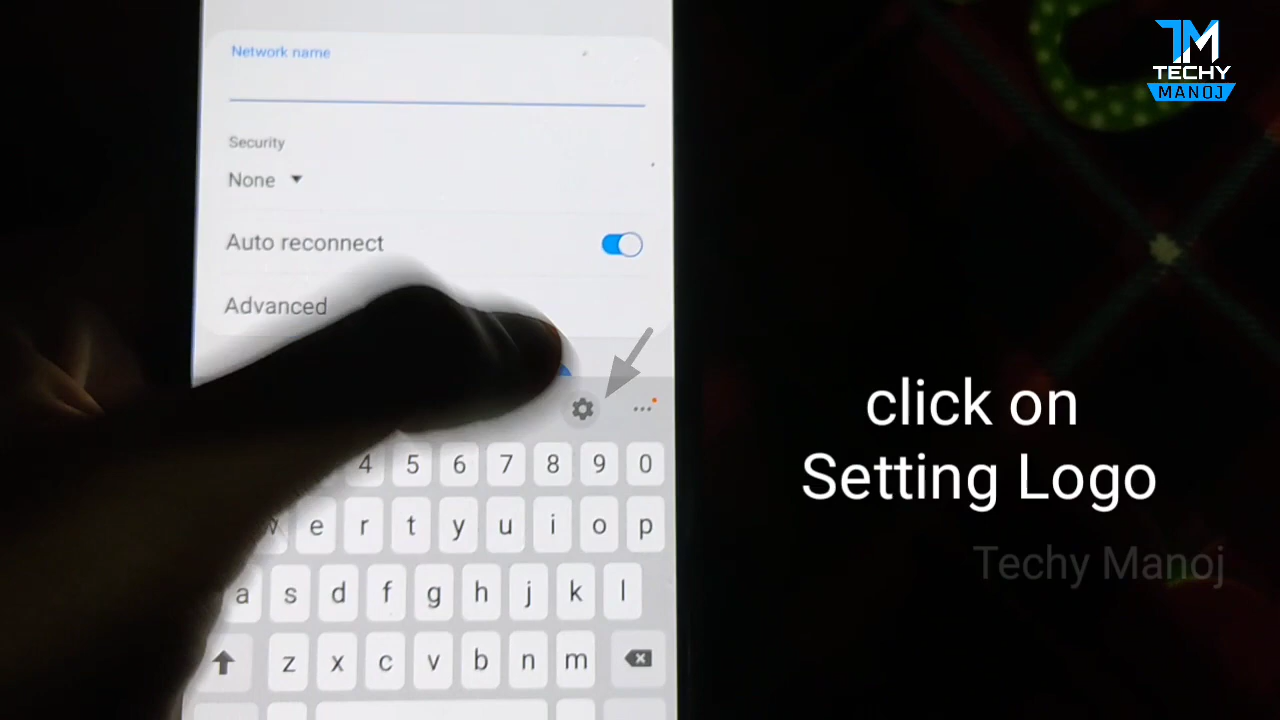 TM
TECHY
MANOJ
Network name
Security
None
Auto reconnect
Advanced
click on
Setting Logo
Techy Manoj
4 5 6 7 8 9 0
e r t y u i o p
a s d f g h j k l
z x c v b n m